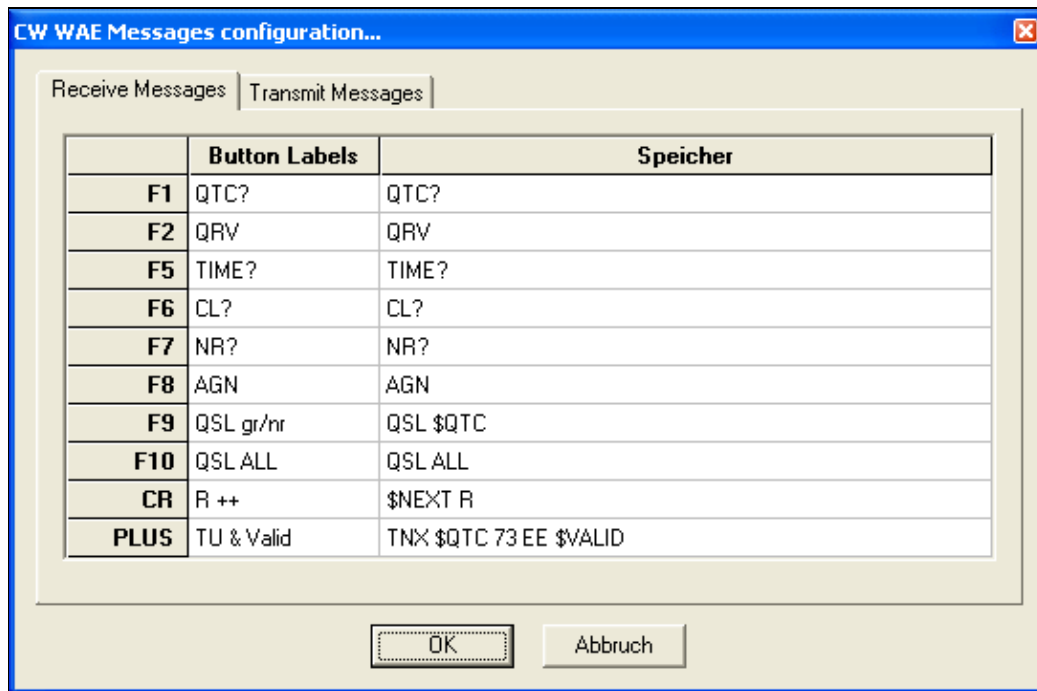 CW WAE Messages configuration...
Receive Messages Transmit Messages
Button Labels Speicher
F1 QTC? QTC?
F2 QRV QRV
F5 TIME? TIME?
F6 CL? CL?
F7 NR? NR?
F8 AGN AGN
F9 QSL gr/nr QSL $QTC
F10 QSL ALL QSL ALL
CR R ++ $NEXT R
PLUS TU & Valid TNX $QTC 73 EE $VALID
OK Abbruch